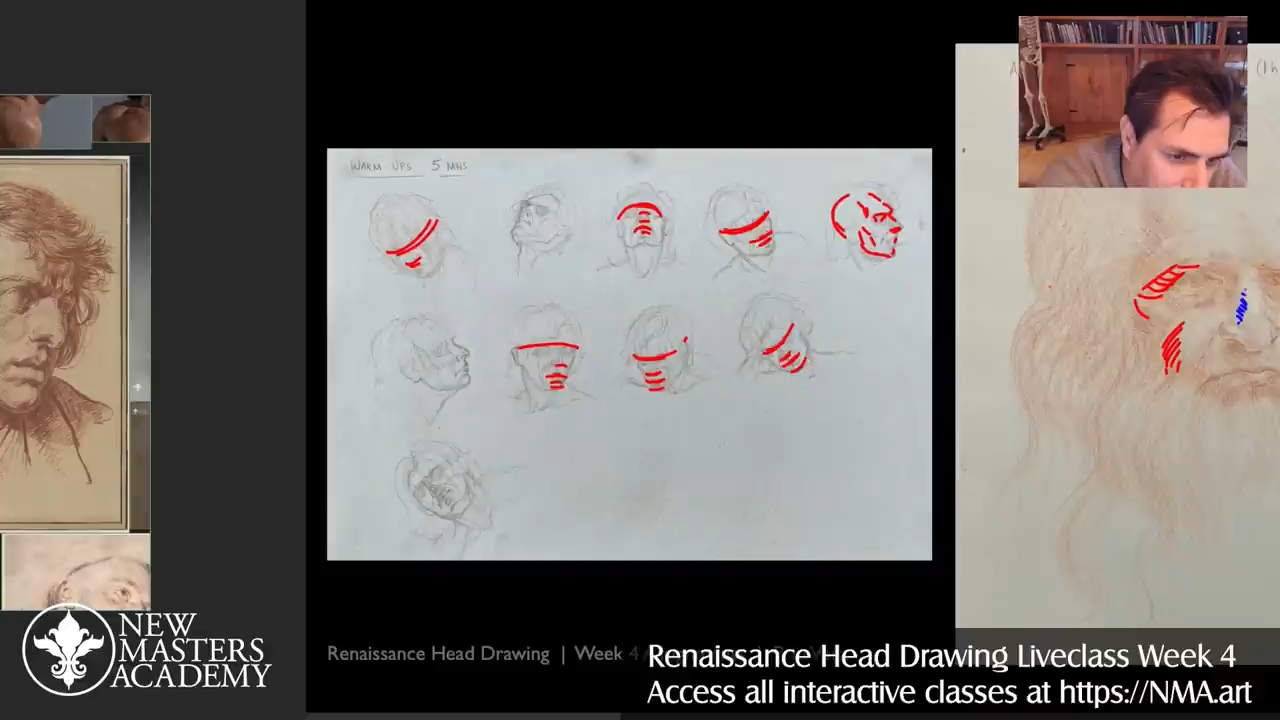 WARM UPS 5 MNS
NEW
MASTERS
ACADEMY
Renaissance Head Drawing | Week 4
Renaissance Head Drawing Liveclass Week 4
Access all interactive classes at https://NMA.art